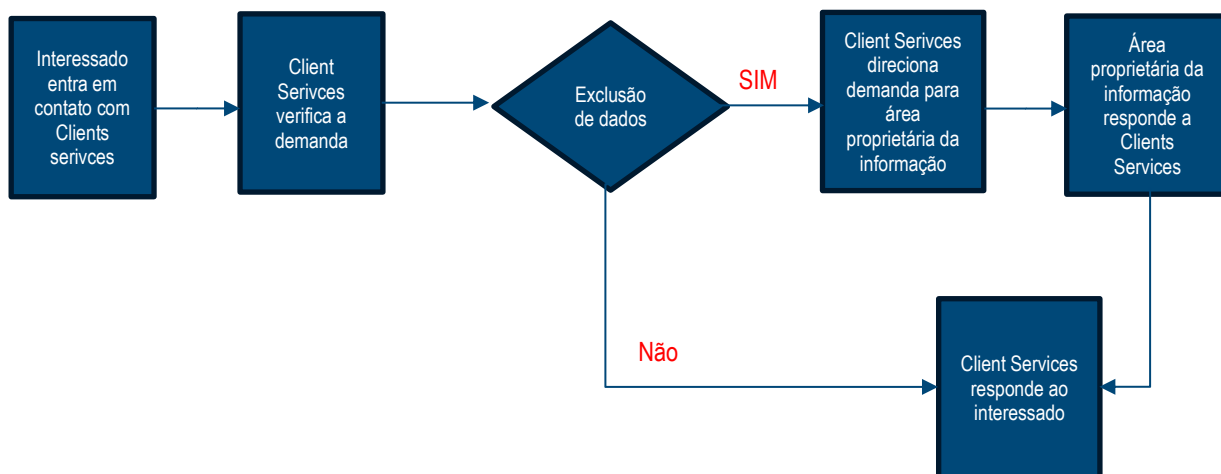 Interessado
entra em
contato com
Clients
serivces
Client
Serivces
verifica a
demanda
Exclusão
de dados
SIM
Client Serivces
direciona
demanda para
área
proprietária da
informação
Área
proprietária da
informação
responde a
Clients
Services
Não
Client Services
responde ao
interessado